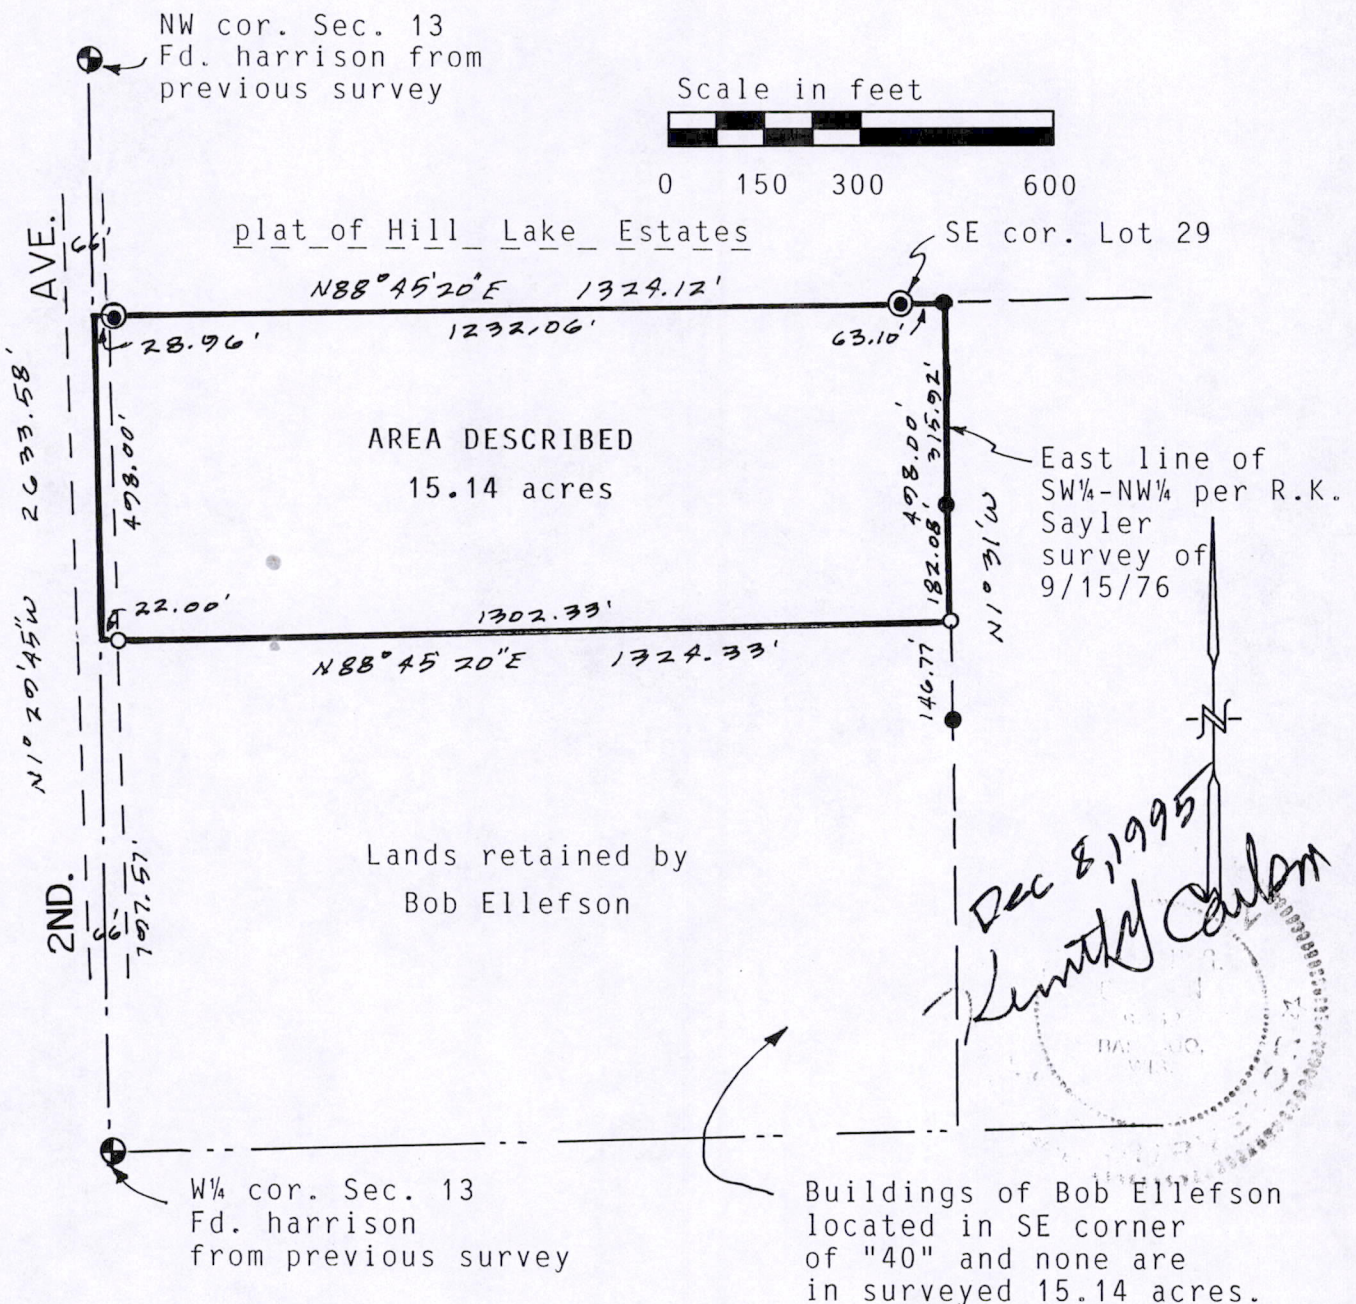 NW cor. Sec. 13
Fd. harrison from
previous survey
Scale in feet
0 150 300 600
plat of Hill Lake Estates
SE cor. Lot 29
AVE.
66'
N88°45'20"E 1324.12'
1232.06'
28.96'
63.10'
N1°29'45"W 2633.58'
498.00'
AREA DESCRIBED
15.14 acres
498.00'
315.92'
182.08'
N1°31'W
East line of
SW¼-NW¼ per R.K.
Sayler
survey of
9/15/76
22.00'
1302.33'
N88°45'20"E 1324.33'
146.77'
N
2ND.
66'
797.57'
Lands retained by
Bob Ellefson
Dec 8, 1995
W¼ cor. Sec. 13
Fd. harrison
from previous survey
Buildings of Bob Ellefson
located in SE corner
of "40" and none are
in surveyed 15.14 acres.